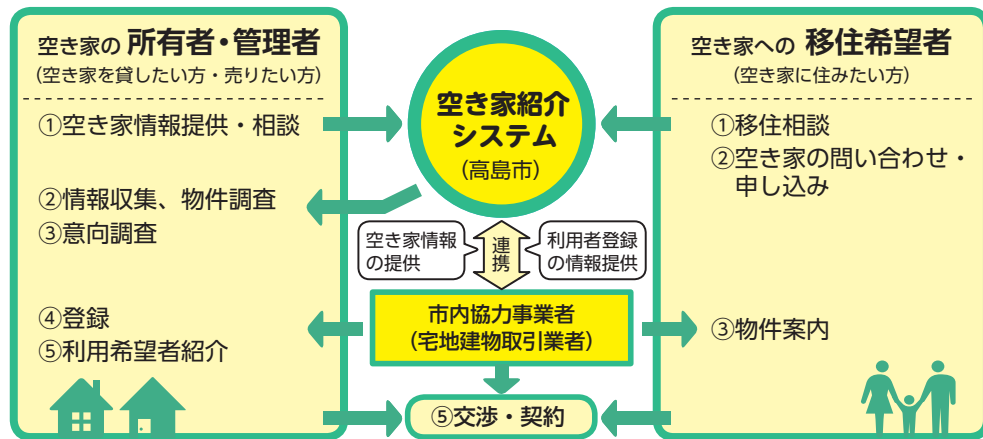 空き家の 所有者・管理者
(空き家を貸したい方・売りたい方)
①空き家情報提供・相談
②情報収集、物件調査
③意向調査
④登録
⑤利用希望者紹介
空き家紹介
システム
(高島市)
空き家情報
の提供
連携
利用者登録
の情報提供
市内協力事業者
(宅地建物取引業者)
⑤交渉・契約
空き家への 移住希望者
(空き家に住みたい方)
①移住相談
②空き家の問い合わせ・
申し込み
③物件案内